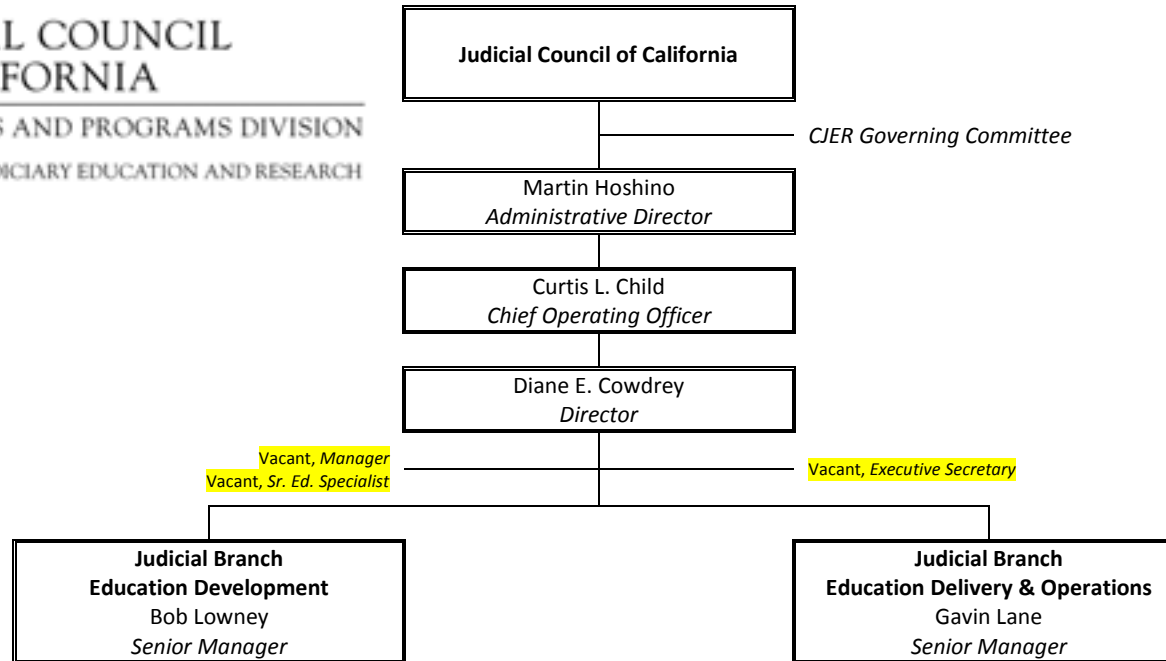 L COUNCIL
FORNIA
S AND PROGRAMS DIVISION
DICIARY EDUCATION AND RESEARCH
Judicial Council of California
CJER Governing Committee
Martin Hoshino
Administrative Director
Curtis L. Child
Chief Operating Officer
Diane E. Cowdrey
Director
Vacant, Manager
Vacant, Sr. Ed. Specialist
Vacant, Executive Secretary
Judicial Branch
Education Development
Bob Lowney
Senior Manager
Judicial Branch
Education Delivery & Operations
Gavin Lane
Senior Manager